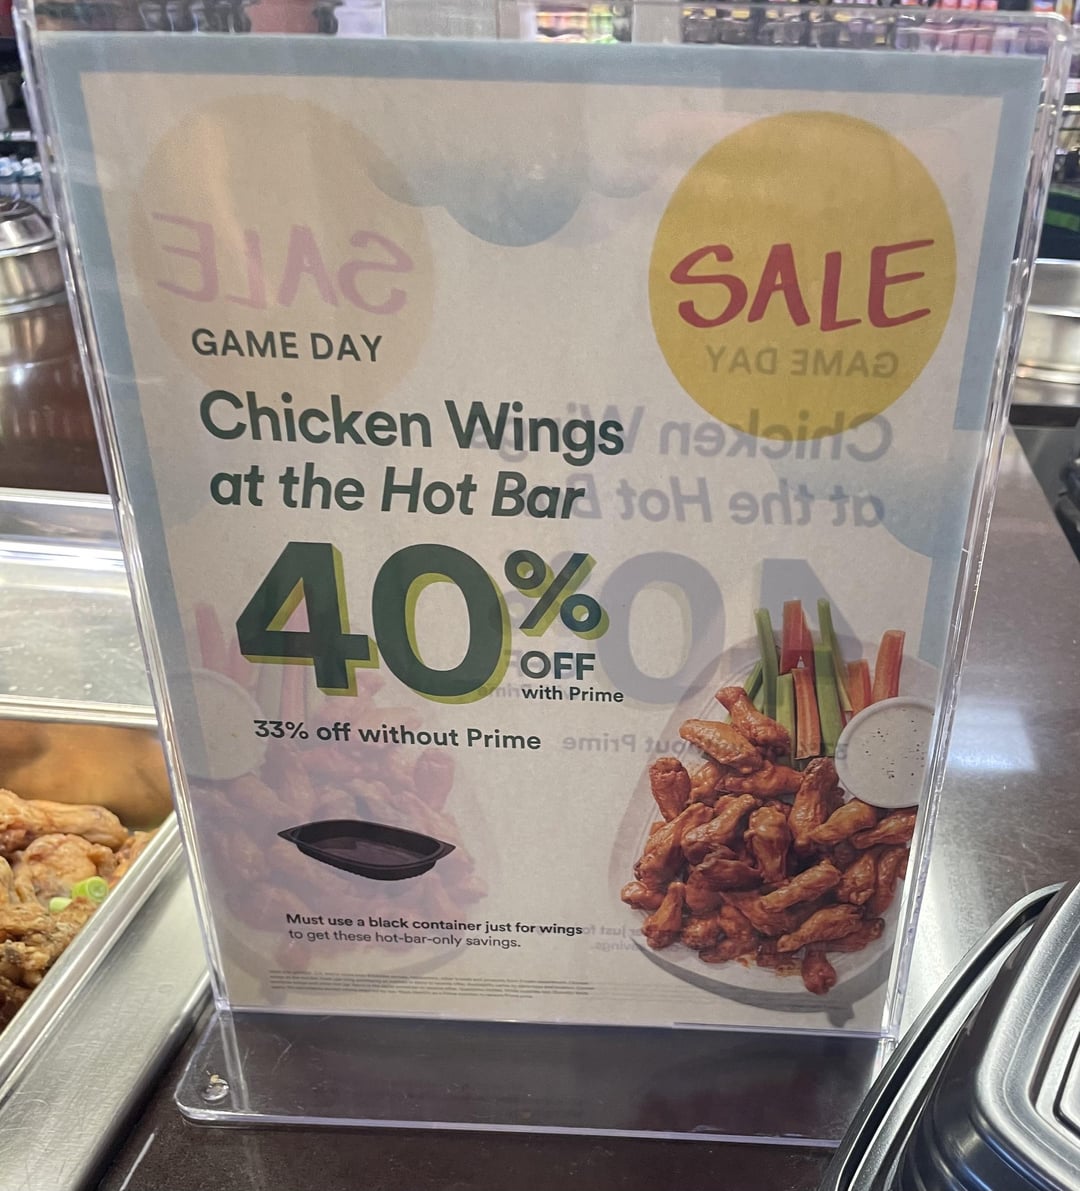 SALE
GAME DAY
Chicken Wings
at the Hot Bar
40%
OFF
with Prime
33% off without Prime
Must use a black container just for wings
to get these hot-bar-only savings.